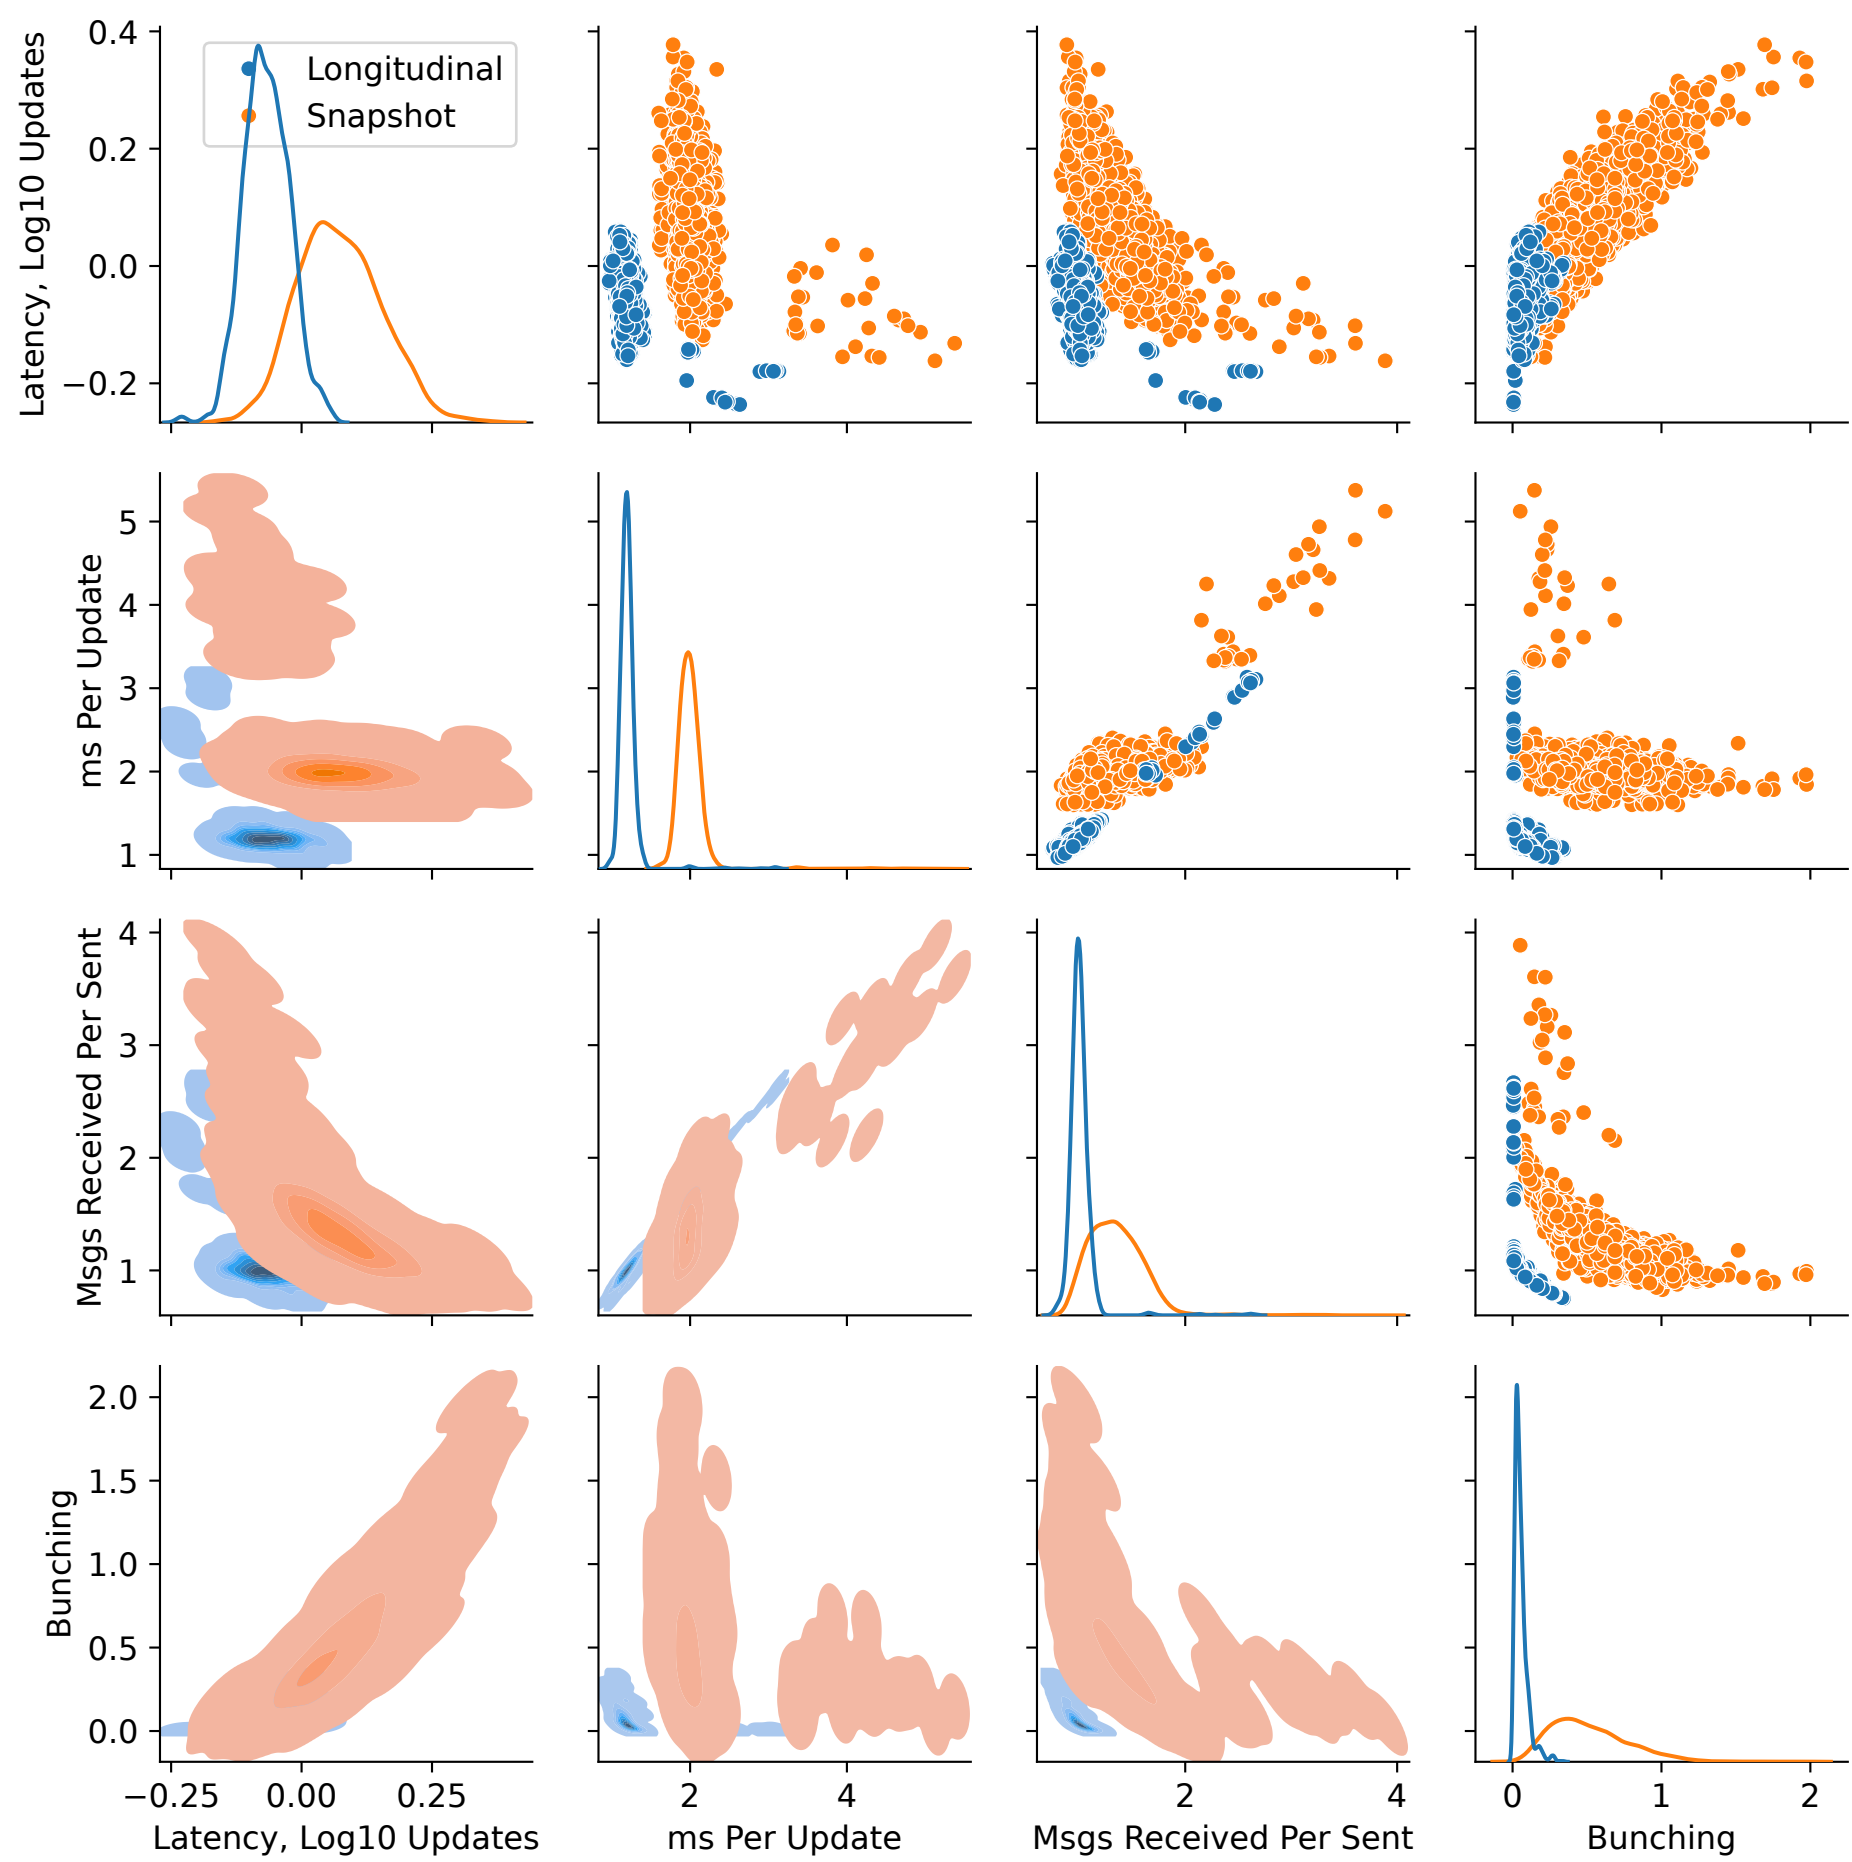 Latency, Log10 Updates
0.4
0.2
0.0
−0.2
Longitudinal
Snapshot
ms Per Update
5
4
3
2
1
Msgs Received Per Sent
4
3
2
1
Bunching
2.0
1.5
1.0
0.5
0.0
−0.25 0.00 0.25
2 4
2 4
0 1 2
Latency, Log10 Updates
ms Per Update
Msgs Received Per Sent
Bunching